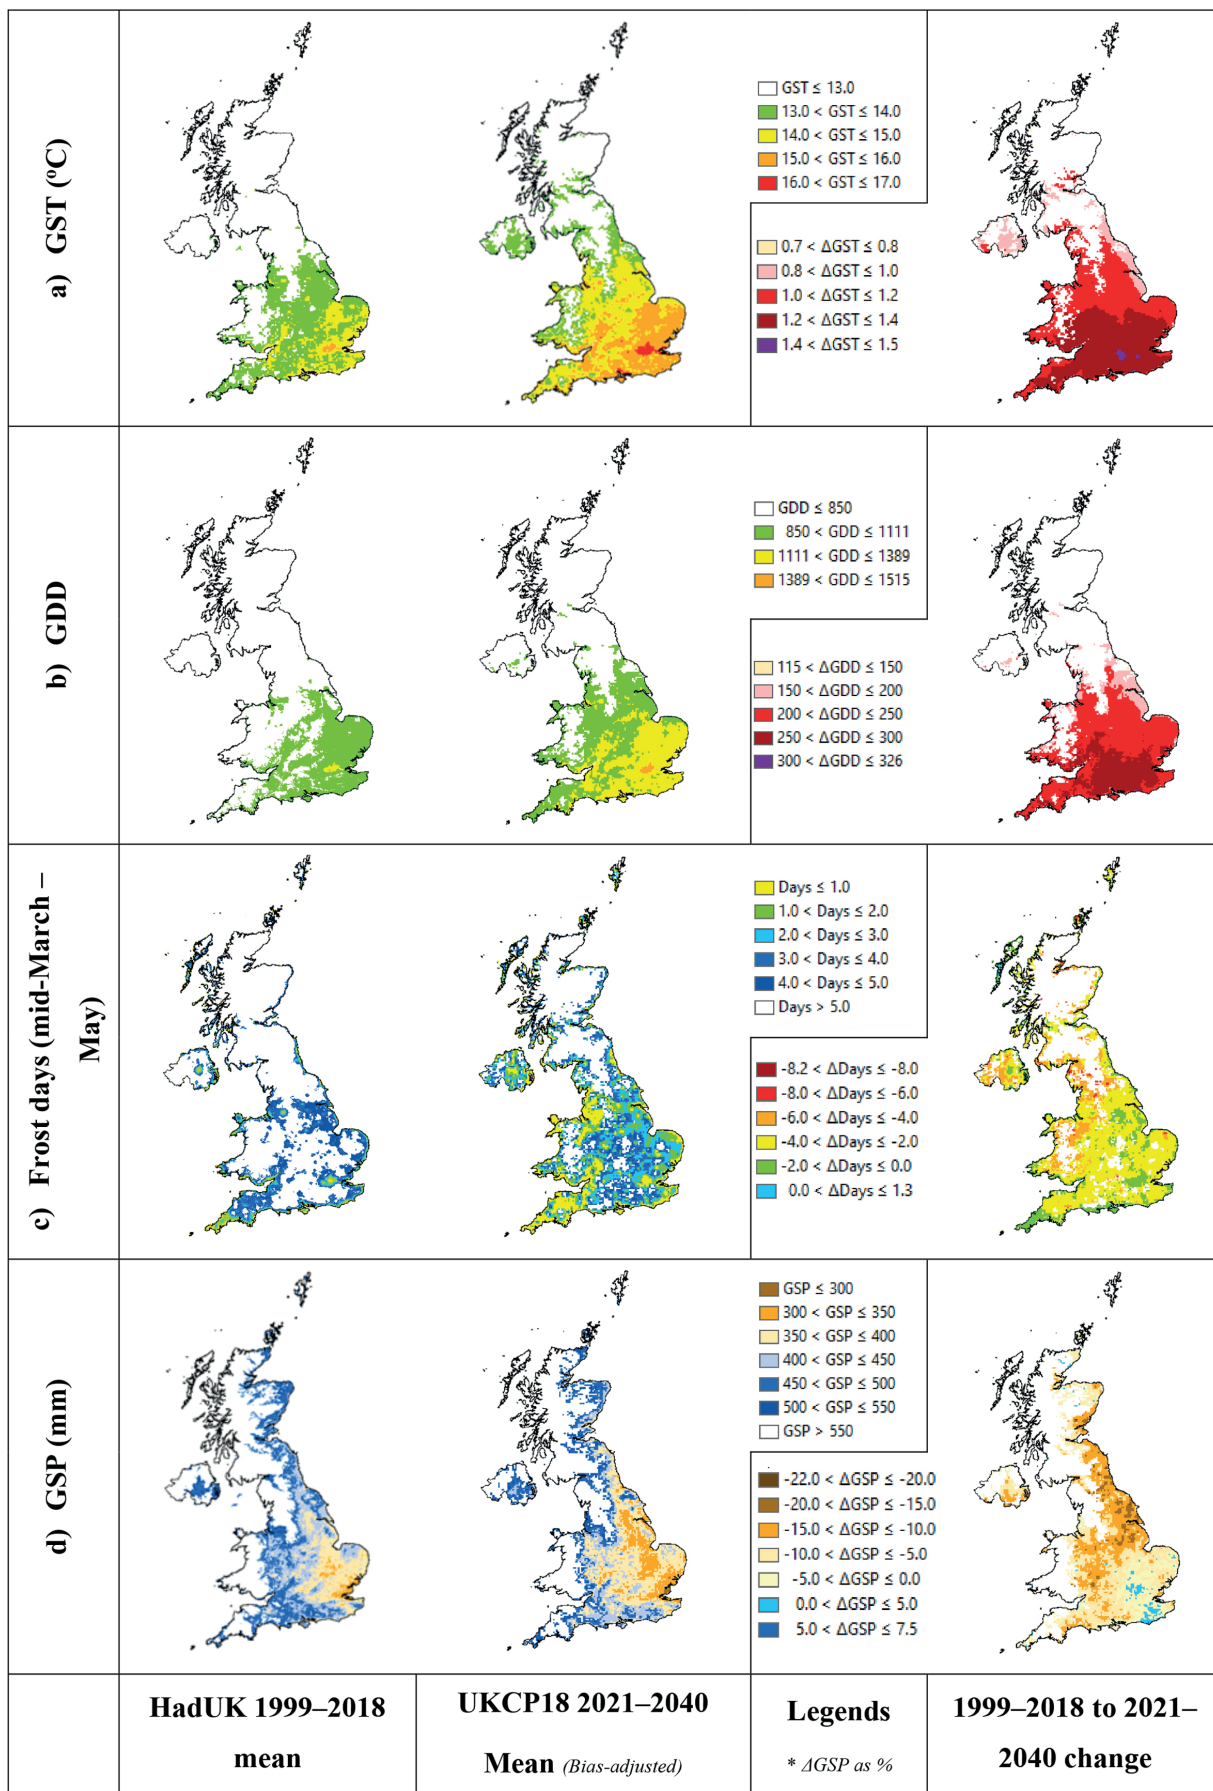 a) GST (ºC)
GST ≤ 13.0
13.0 < GST ≤ 14.0
14.0 < GST ≤ 15.0
15.0 < GST ≤ 16.0
16.0 < GST ≤ 17.0
0.7 < ΔGST ≤ 0.8
0.8 < ΔGST ≤ 1.0
1.0 < ΔGST ≤ 1.2
1.2 < ΔGST ≤ 1.4
1.4 < ΔGST ≤ 1.5
b) GDD
GDD ≤ 850
850 < GDD ≤ 1111
1111 < GDD ≤ 1389
1389 < GDD ≤ 1515
115 < ΔGDD ≤ 150
150 < ΔGDD ≤ 200
200 < ΔGDD ≤ 250
250 < ΔGDD ≤ 300
300 < ΔGDD ≤ 326
c) Frost days (mid-March –
May)
Days ≤ 1.0
1.0 < Days ≤ 2.0
2.0 < Days ≤ 3.0
3.0 < Days ≤ 4.0
4.0 < Days ≤ 5.0
Days > 5.0
-8.2 < ΔDays ≤ -8.0
-8.0 < ΔDays ≤ -6.0
-6.0 < ΔDays ≤ -4.0
-4.0 < ΔDays ≤ -2.0
-2.0 < ΔDays ≤ 0.0
0.0 < ΔDays ≤ 1.3
d) GSP (mm)
GSP ≤ 300
300 < GSP ≤ 350
350 < GSP ≤ 400
400 < GSP ≤ 450
450 < GSP ≤ 500
500 < GSP ≤ 550
GSP > 550
-22.0 < ΔGSP ≤ -20.0
-20.0 < ΔGSP ≤ -15.0
-15.0 < ΔGSP ≤ -10.0
-10.0 < ΔGSP ≤ -5.0
-5.0 < ΔGSP ≤ 0.0
0.0 < ΔGSP ≤ 5.0
5.0 < ΔGSP ≤ 7.5
HadUK 1999–2018
mean
UKCP18 2021–2040
Mean (Bias-adjusted)
Legends
* ΔGSP as %
1999–2018 to 2021–
2040 change